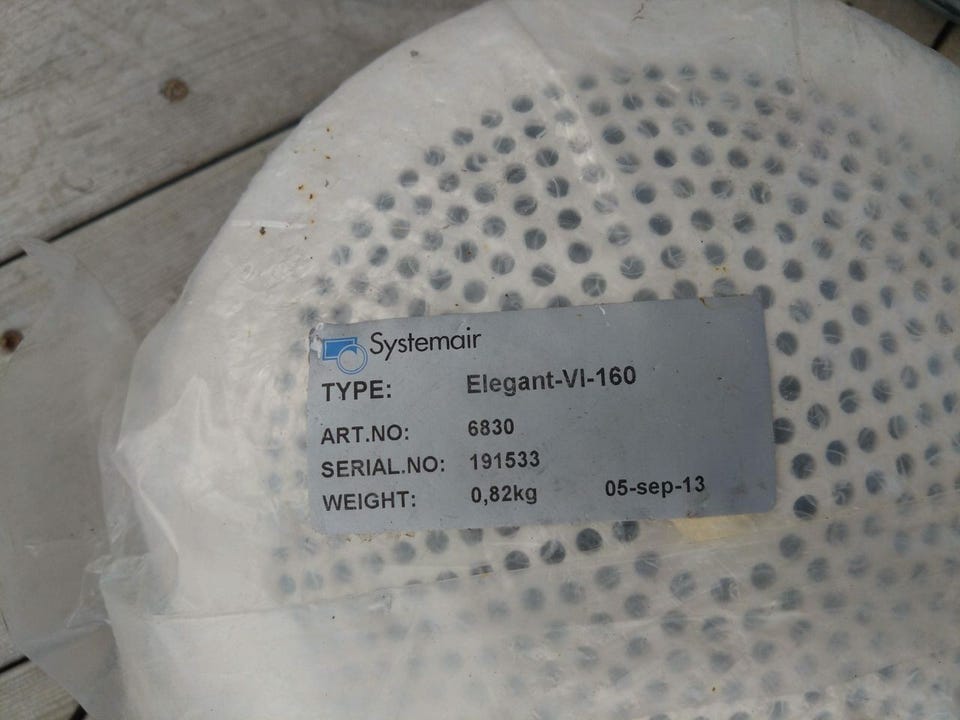 Systemair
TYPE: Elegant-VI-160
ART.NO: 6830
SERIAL.NO: 191533
WEIGHT: 0,82kg 05-sep-13